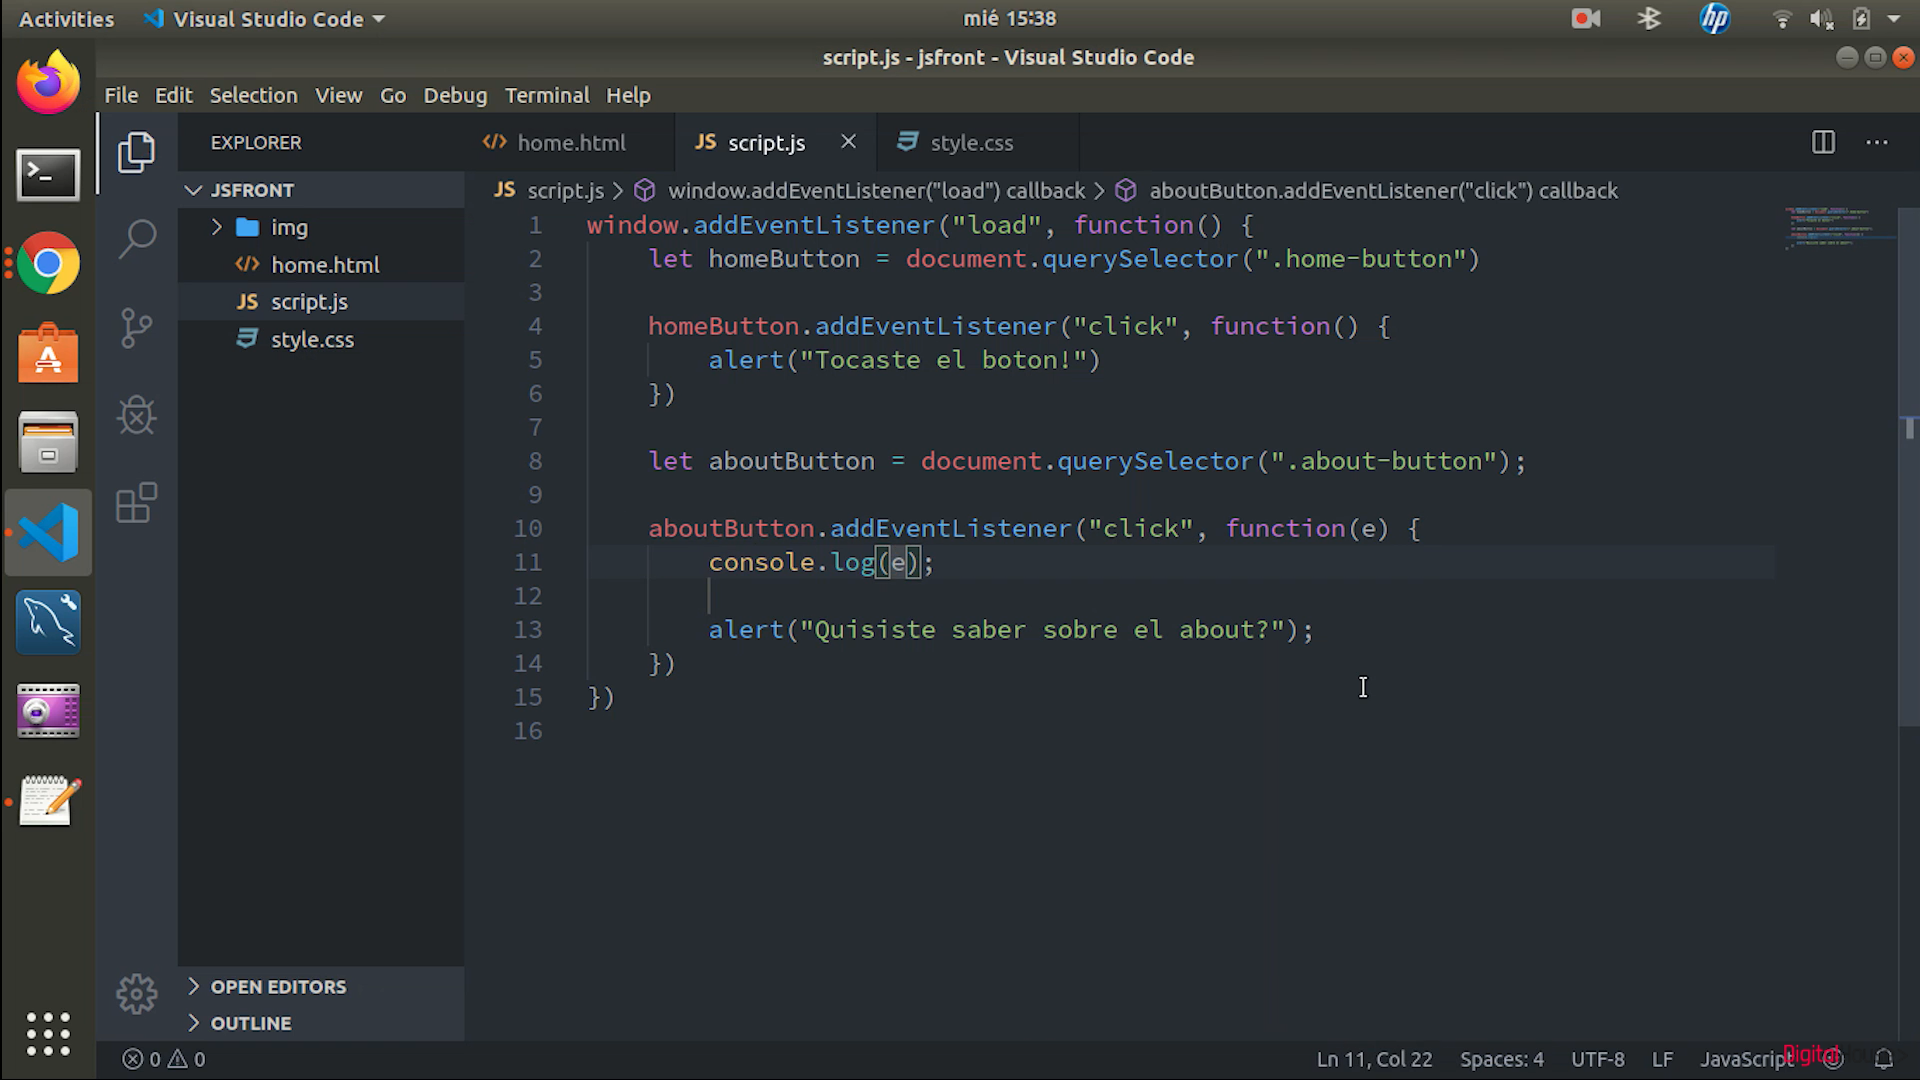 Activities Visual Studio Code mié 15:38 hp
script.js - jsfront - Visual Studio Code
File Edit Selection View Go Debug Terminal Help
EXPLORER
JSFRONT
img
home.html
JS script.js
style.css
OPEN EDITORS
OUTLINE
home.html JS script.js style.css
JS script.js > window.addEventListener("load") callback > aboutButton.addEventListener("click") callback
1 window.addEventListener("load", function() {
2 let homeButton = document.querySelector(".home-button")
3
4 homeButton.addEventListener("click", function() {
5 alert("Tocaste el boton!")
6 })
7
8 let aboutButton = document.querySelector(".about-button");
9
10 aboutButton.addEventListener("click", function(e) {
11 console.log(e);
12
13 alert("Quisiste saber sobre el about?");
14 })
15 })
16
0 0 Ln 11, Col 22 Spaces: 4 UTF-8 LF JavaScript
Digital